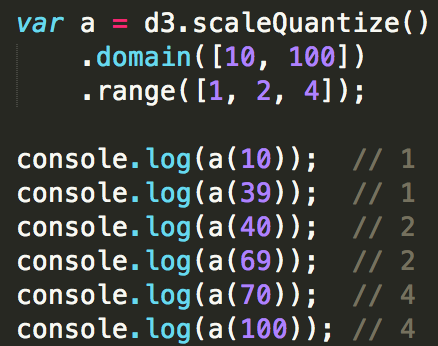 var a = d3.scaleQuantize()
    .domain([10, 100])
    .range([1, 2, 4]);

console.log(a(10));  // 1
console.log(a(39));  // 1
console.log(a(40));  // 2
console.log(a(69));  // 2
console.log(a(70));  // 4
console.log(a(100)); // 4